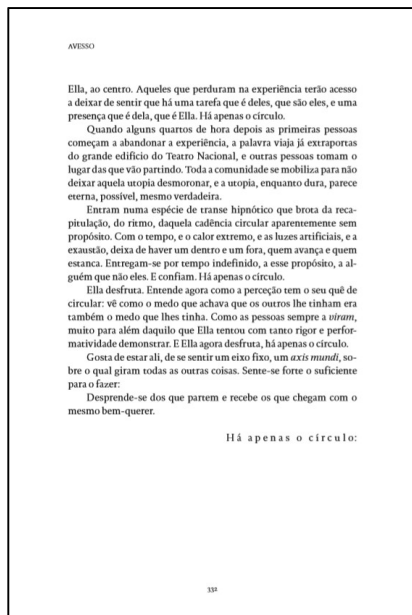 AVESSO
Ella, ao centro. Aqueles que perduram na experiência terão acesso
a deixar de sentir que há uma tarefa que é deles, que são eles, e uma
presença que é dela, que é Ella. Há apenas o círculo.
Quando alguns quartos de hora depois as primeiras pessoas
começam a abandonar a experiência, a palavra viaja já extraportas
do grande edifício do Teatro Nacional, e outras pessoas tomam o
lugar das que vão partindo. Toda a comunidade se mobiliza para não
deixar aquela utopia desmoronar, e a utopia, enquanto dura, parece
eterna, possível, mesmo verdadeira.
Entram numa espécie de transe hipnótico que brota da reca-
pitulação, do ritmo, daquela cadência circular aparentemente sem
propósito. Com o tempo, e o calor extremo, e as luzes artificiais, e a
exaustão, deixa de haver um dentro e um fora, quem avança e quem
estanca. Entregam-se por tempo indefinido, a esse propósito, a al-
guém que não eles. E confiam. Há apenas o círculo.
Ella desfruta. Entende agora como a perceção tem o seu quê de
circular: vê como o medo que achava que os outros lhe tinham era
também o medo que lhes tinha. Como as pessoas sempre a viram,
muito para além daquilo que Ella tentou com tanto rigor e perfor-
matividade demonstrar. E Ella agora desfruta, há apenas o círculo.
Gosta de estar ali, de se sentir um eixo fixo, um axis mundi, so-
bre o qual giram todas as outras coisas. Sente-se forte o suficiente
para o fazer:
Desprende-se dos que partem e recebe os que chegam com o
mesmo bem-querer.
Há apenas o círculo:
332